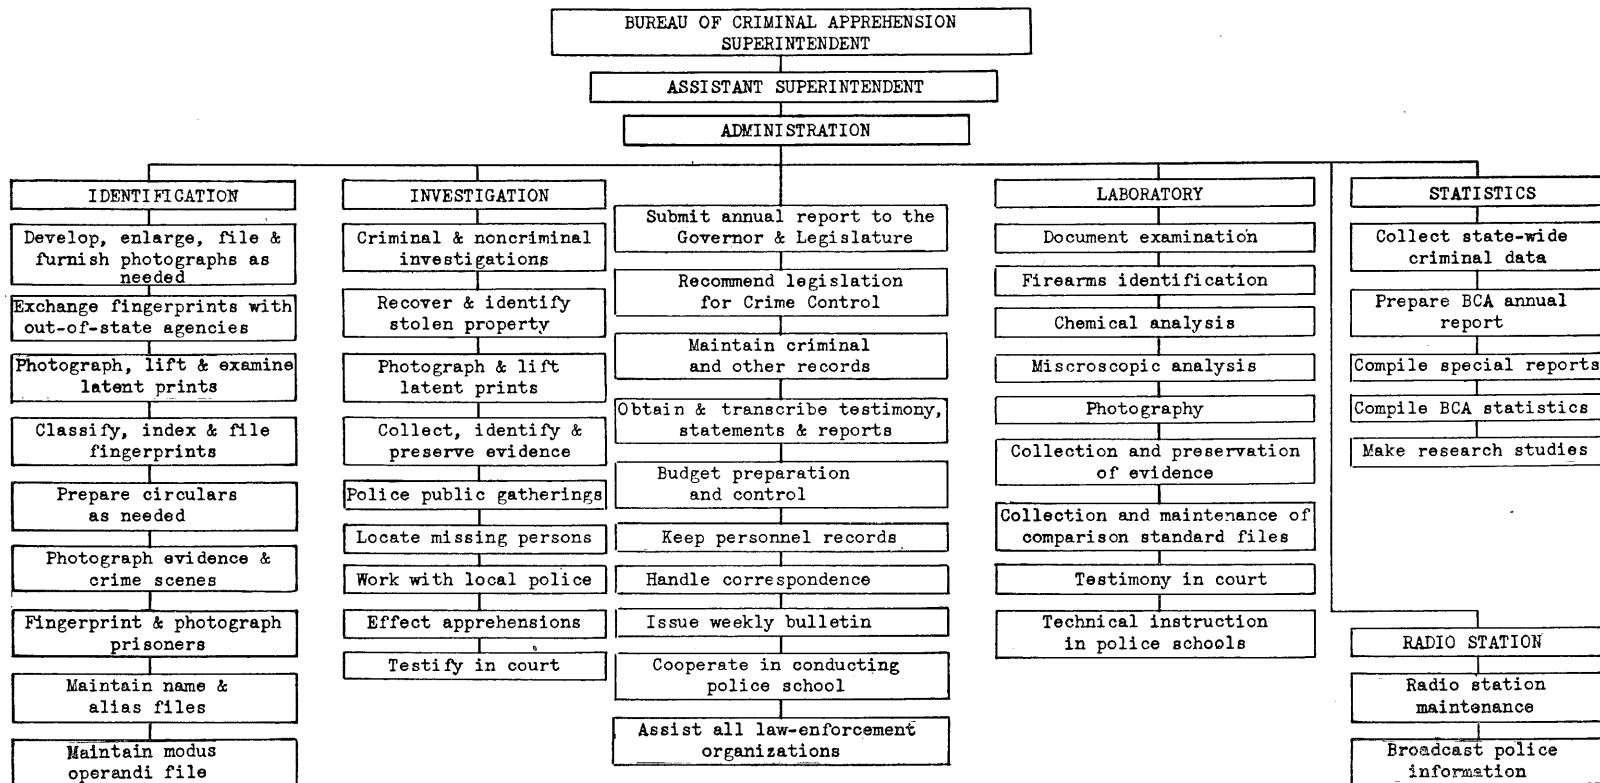 BUREAU OF CRIMINAL APPREHENSION
SUPERINTENDENT
ASSISTANT SUPERINTENDENT
ADMINISTRATION
IDENTIFICATION
Develop, enlarge, file &
furnish photographs as
needed
Exchange fingerprints with
out-of-state agencies
Photograph, lift & examine
latent prints
Classify, index & file
fingerprints
Prepare circulars
as needed
Photograph evidence &
crime scenes
Fingerprint & photograph
prisoners
Maintain name &
alias files
Maintain modus
operandi file
INVESTIGATION
Criminal & noncriminal
investigations
Recover & identify
stolen property
Photograph & lift
latent prints
Collect, identify &
preserve evidence
Police public gatherings
Locate missing persons
Work with local police
Effect apprehensions
Testify in court
Submit annual report to the
Governor & Legislature
Recommend legislation
for Crime Control
Maintain criminal
and other records
Obtain & transcribe testimony,
statements & reports
Budget preparation
and control
Keep personnel records
Handle correspondence
Issue weekly bulletin
Cooperate in conducting
police school
Assist all law-enforcement
organizations
LABORATORY
Document examination
Firearms identification
Chemical analysis
Miscroscopic analysis
Photography
Collection and preservation
of evidence
Collection and maintenance of
comparison standard files
Testimony in court
Technical instruction
in police schools
STATISTICS
Collect state-wide
criminal data
Prepare BCA annual
report
Compile special reports
Compile BCA statistics
Make research studies
RADIO STATION
Radio station
maintenance
Broadcast police
information